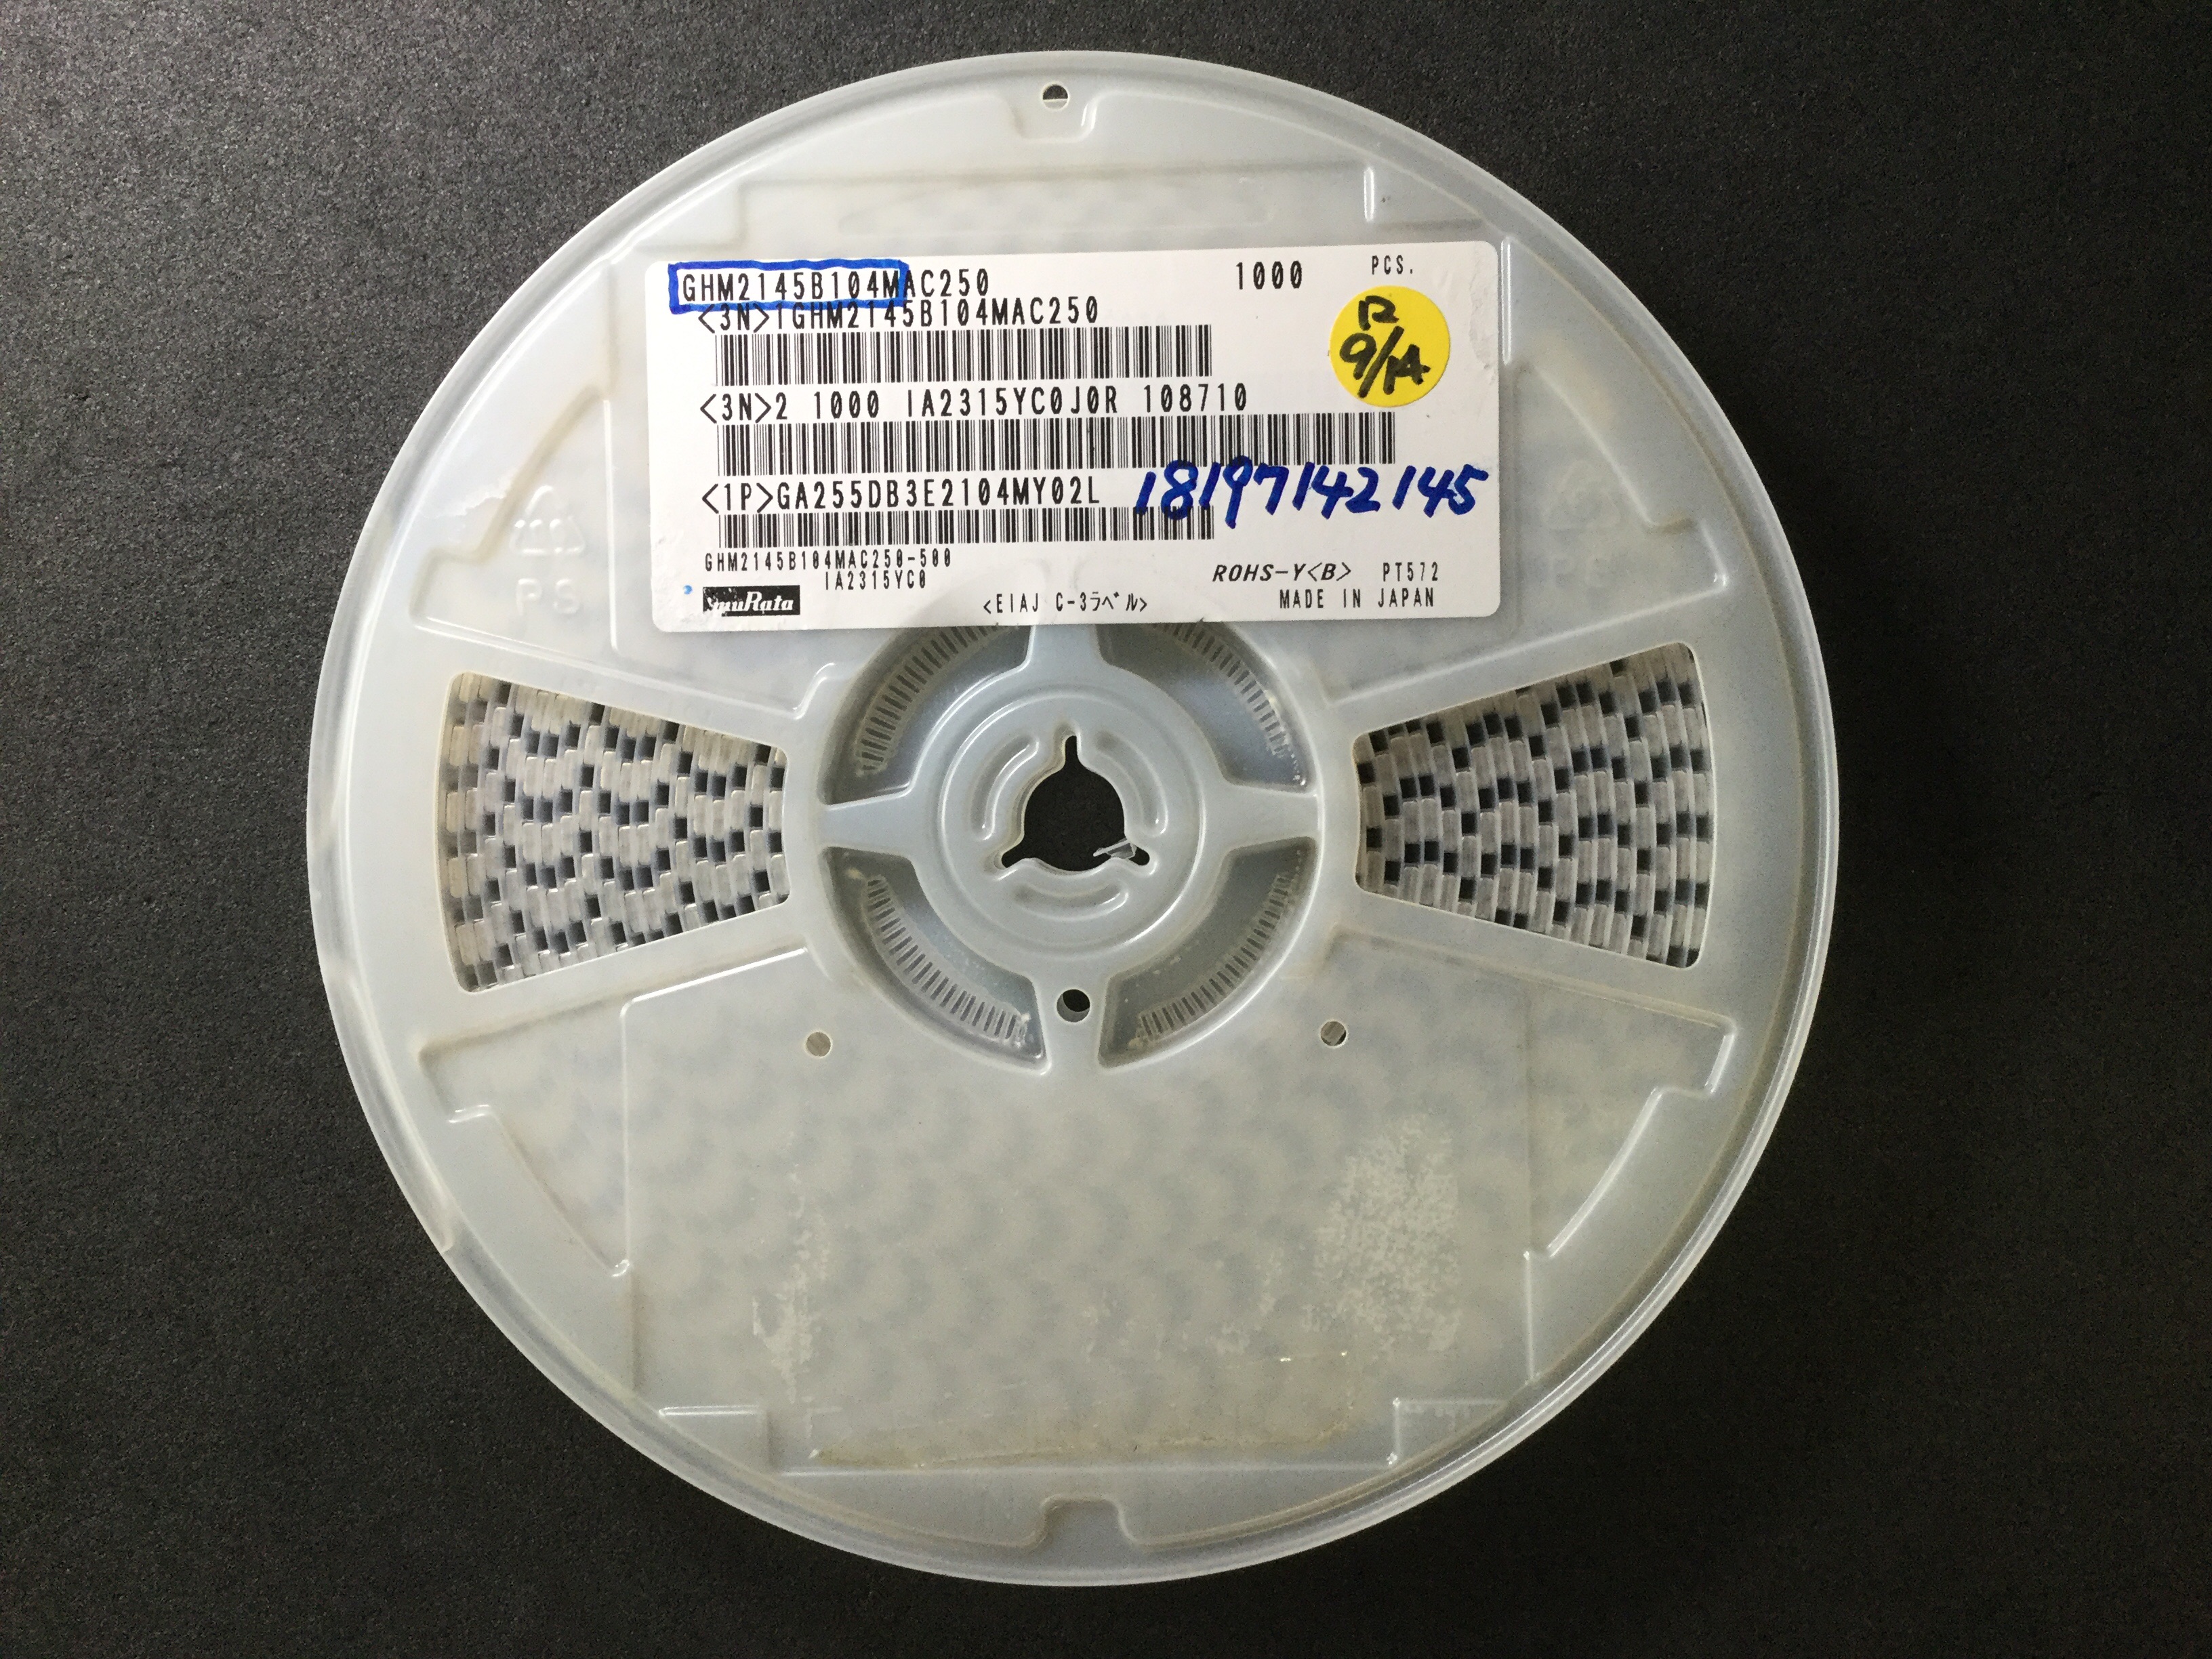 GHM2145B104MAC250 1000 PCS.
<3N>1GHM2145B104MAC250
<3N>2 1000 IA2315YC0J0R 108710
<1P>GA255DB3E2104MY02L 18197142145
GHM2145B104MAC250-500
IA2315YC0
ROHS-Y<B> PT572
muRata <EIAJ C-3ラベル> MADE IN JAPAN
9/14
PS